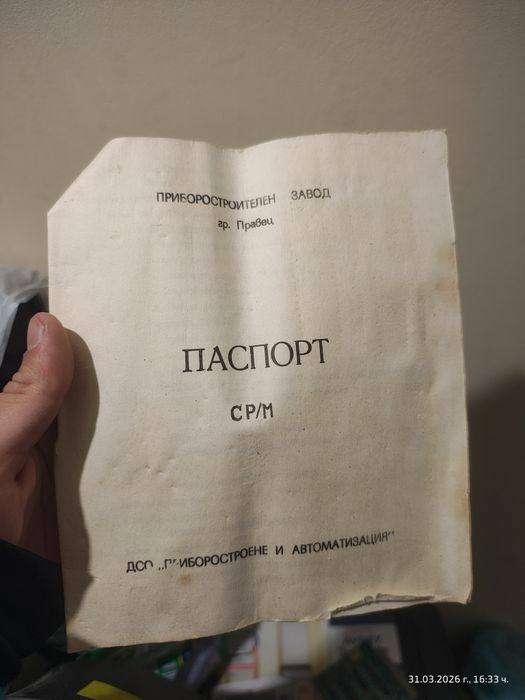 ПРИБОРОСТРОИТЕЛЕН ЗАВОД
гр. Правец
ПАСПОРТ
СР/М
ДСО „ПРИБОРОСТРОЕНЕ И АВТОМАТИЗАЦИЯ"
31.03.2026 г., 16:33 ч.